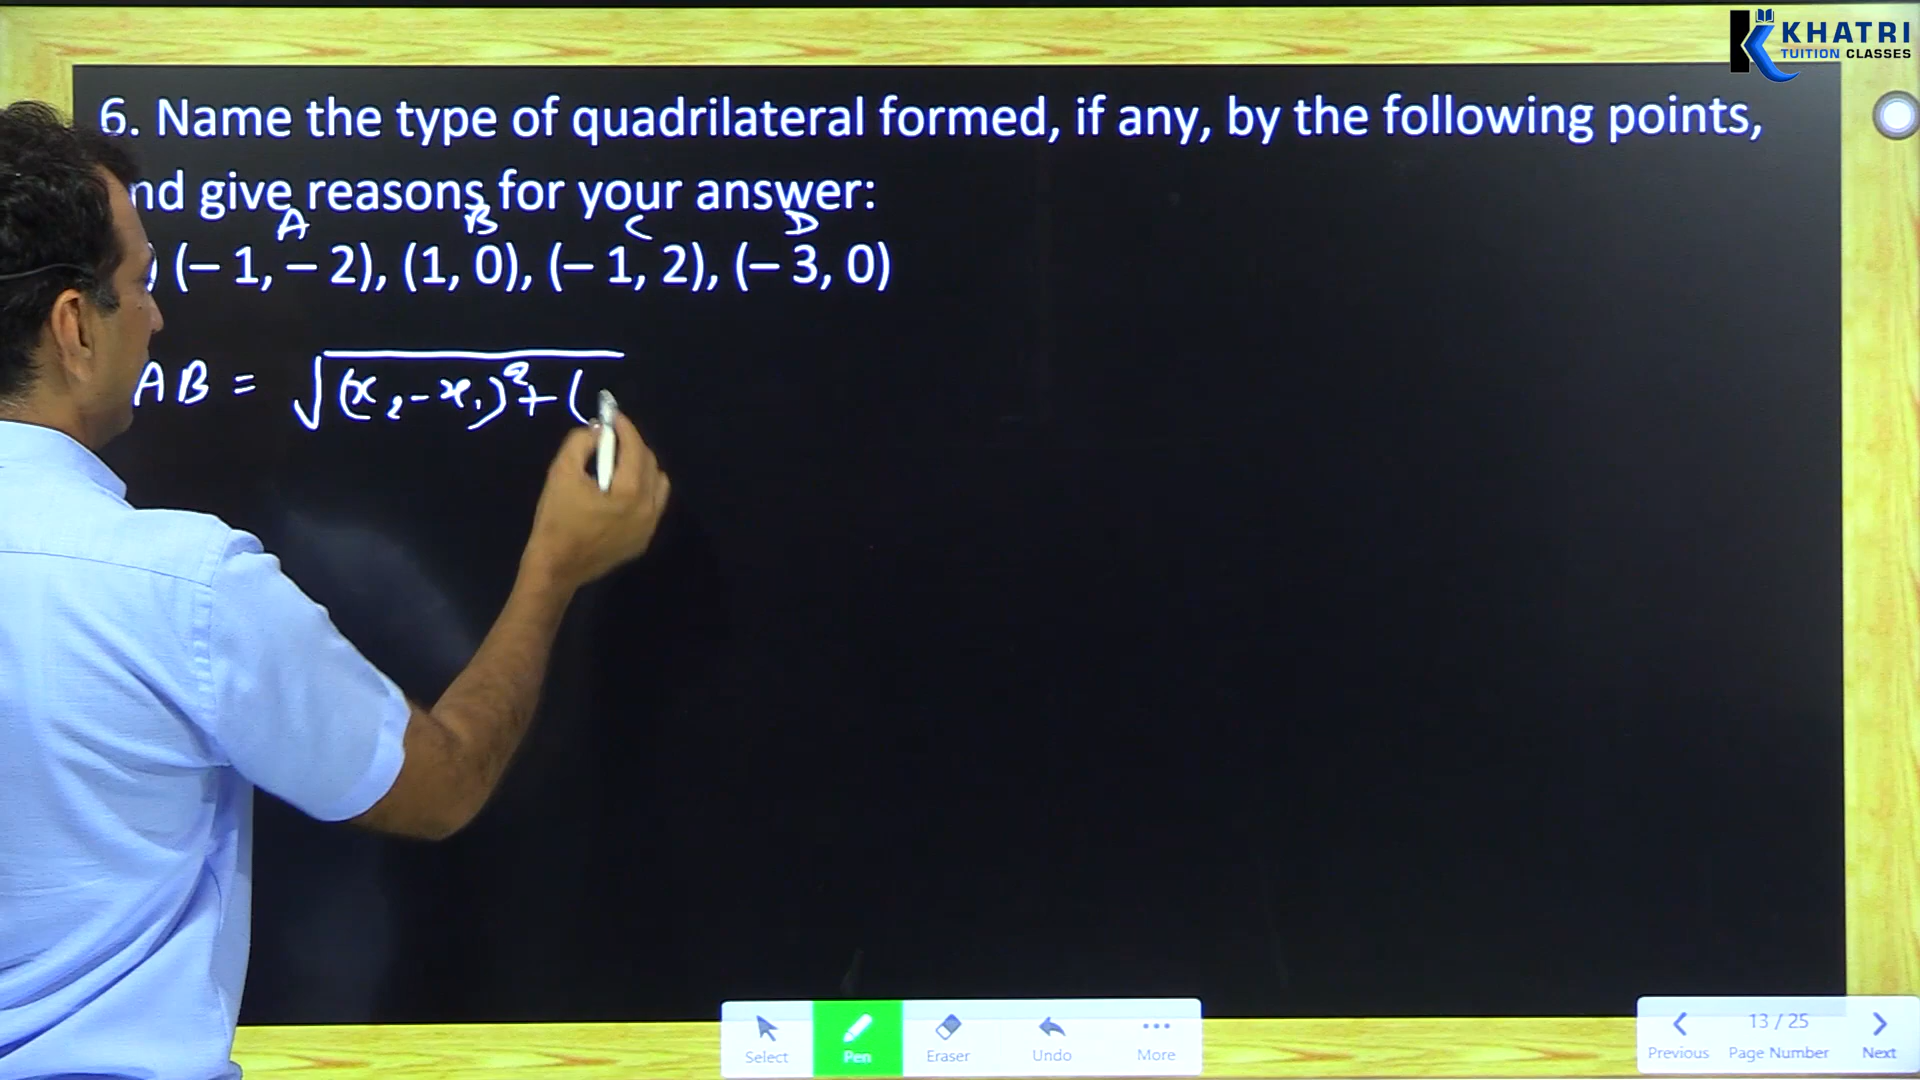 KHATRI
TUITION CLASSES
6. Name the type of quadrilateral formed, if any, by the following points,
nd give reasons for your answer:
A B C D
) (– 1, – 2), (1, 0), (– 1, 2), (– 3, 0)
AB = √(x₂-x₁)²+(
Select Pen Eraser Undo More
13 / 25
Previous Page Number Next